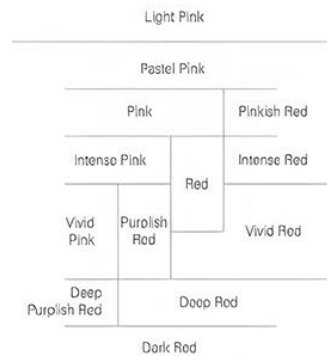 Light Pink
Pastel Pink
Pink
Pinkish Red
Intense Pink
Intense Red
Red
Vivid
Pink
Purplish
Red
Vivid Red
Deep
Purplish Red
Deep Red
Dark Red